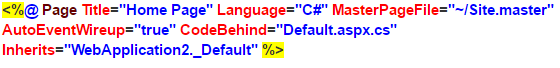 <%@ Page Title="Home Page" Language="C#" MasterPageFile="~/Site.master"
AutoEventWireup="true" CodeBehind="Default.aspx.cs"
Inherits="WebApplication2._Default" %>